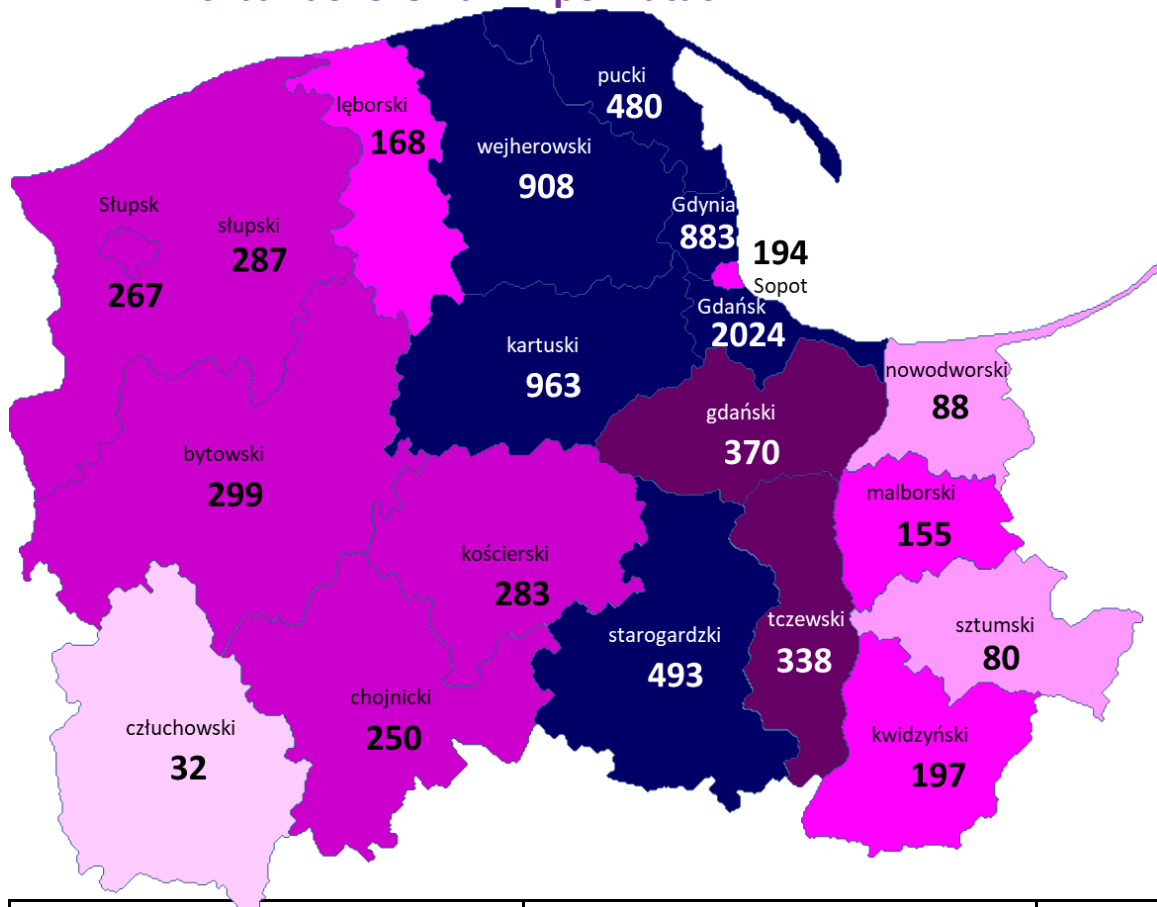 pucki
480
lęborski
168
wejherowski
908
Słupsk
267
słupski
287
Gdynia
883
194
Sopot
Gdańsk
2024
kartuski
963
nowodworski
88
gdański
370
bytowski
299
malborski
155
kościerski
283
starogardzki
493
tczewski
338
sztumski
80
chojnicki
250
człuchowski
32
kwidzyński
197